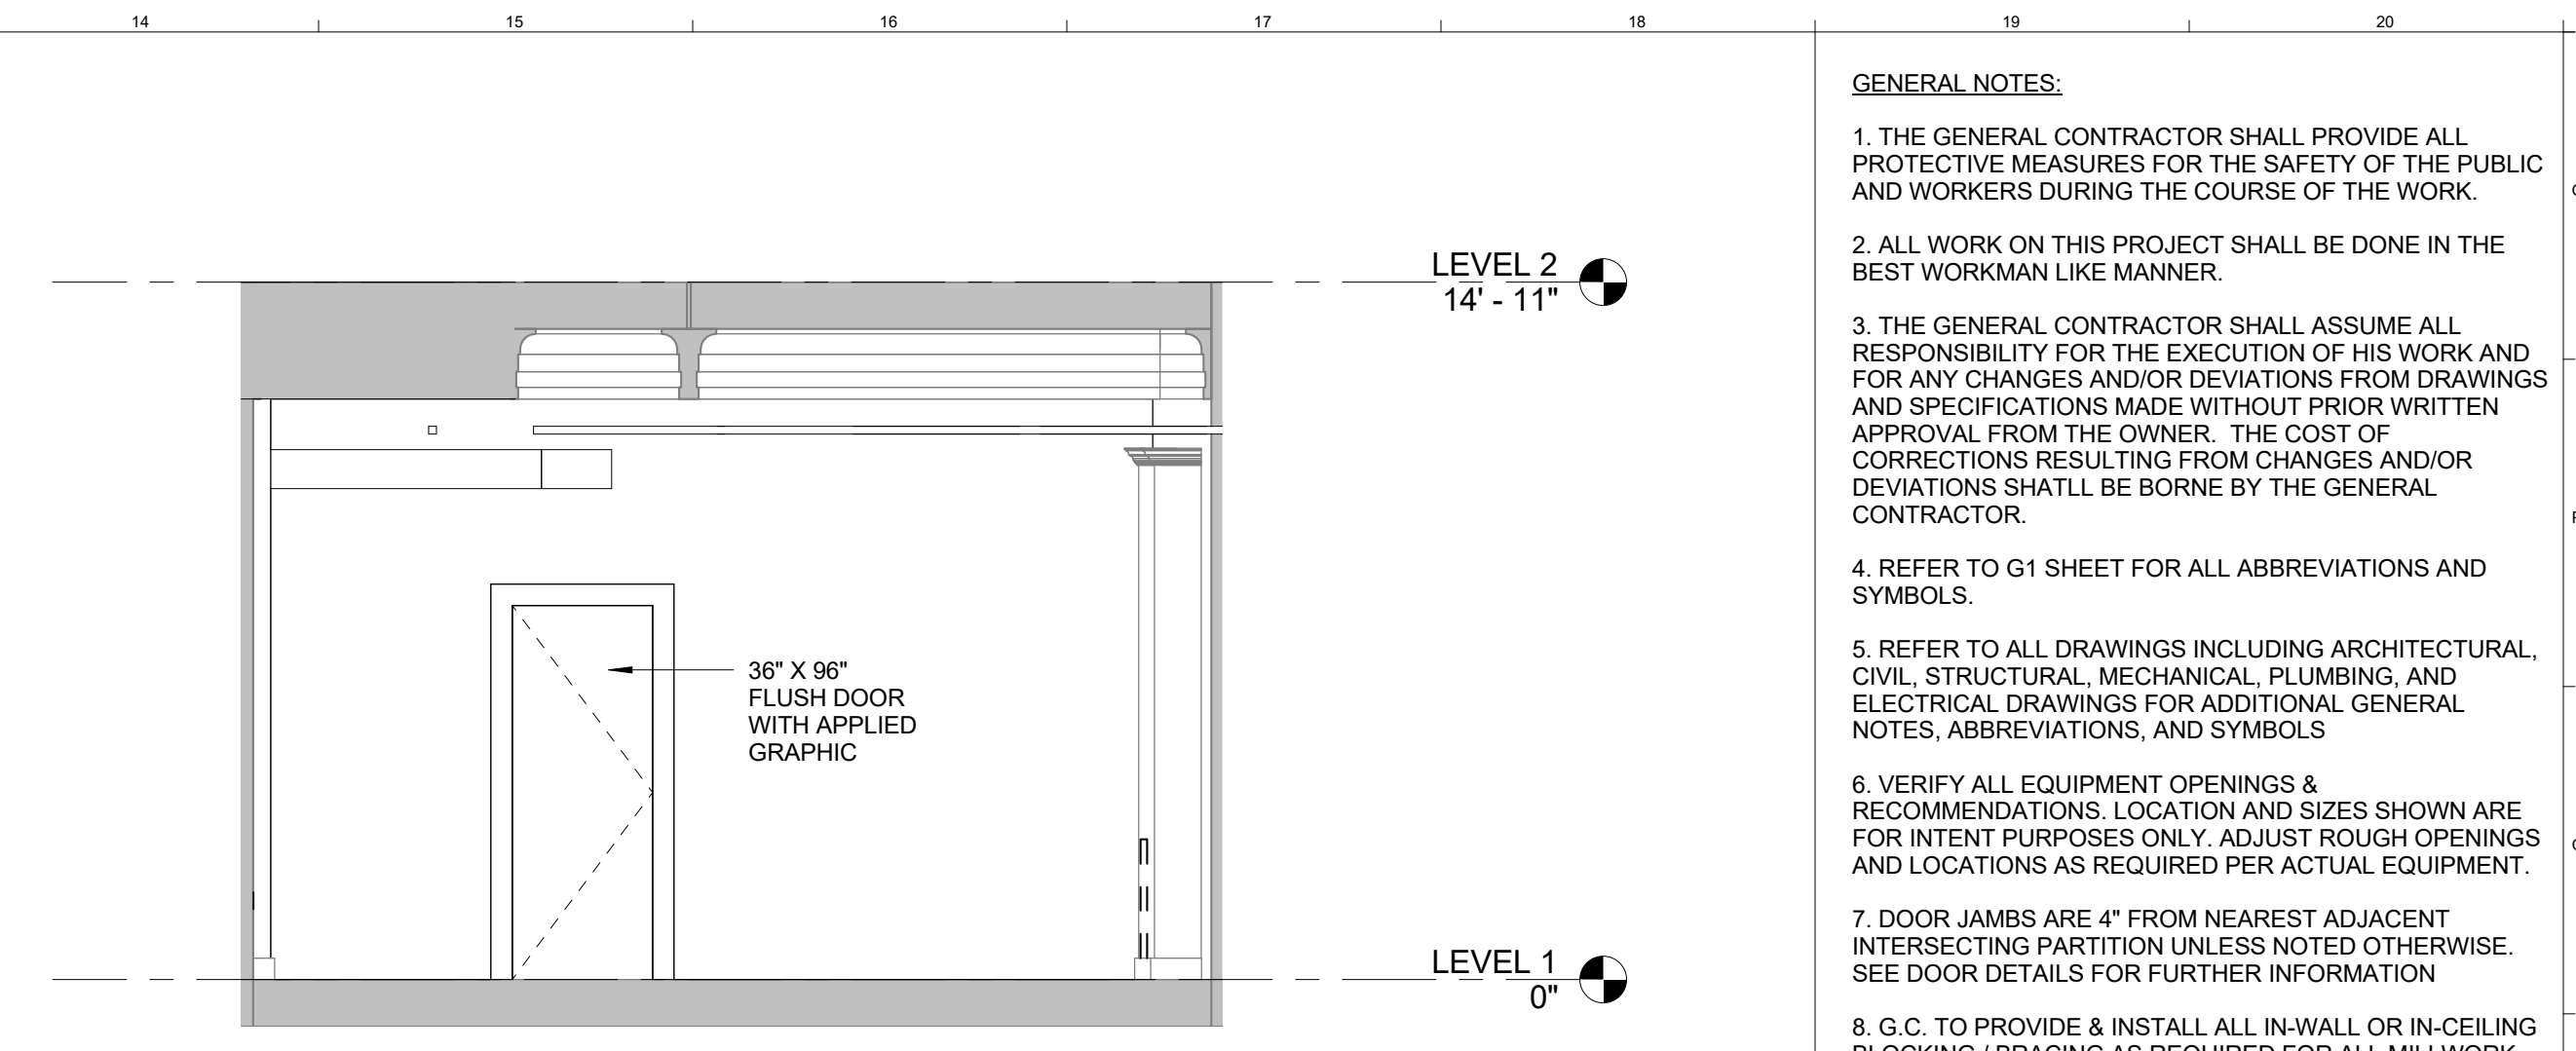 14 15 16 17 18 19 20
LEVEL 2
14' - 11"
36" X 96"
FLUSH DOOR
WITH APPLIED
GRAPHIC
LEVEL 1
0"
GENERAL NOTES:
1. THE GENERAL CONTRACTOR SHALL PROVIDE ALL
PROTECTIVE MEASURES FOR THE SAFETY OF THE PUBLIC
AND WORKERS DURING THE COURSE OF THE WORK.
2. ALL WORK ON THIS PROJECT SHALL BE DONE IN THE
BEST WORKMAN LIKE MANNER.
3. THE GENERAL CONTRACTOR SHALL ASSUME ALL
RESPONSIBILITY FOR THE EXECUTION OF HIS WORK AND
FOR ANY CHANGES AND/OR DEVIATIONS FROM DRAWINGS
AND SPECIFICATIONS MADE WITHOUT PRIOR WRITTEN
APPROVAL FROM THE OWNER. THE COST OF
CORRECTIONS RESULTING FROM CHANGES AND/OR
DEVIATIONS SHATLL BE BORNE BY THE GENERAL
CONTRACTOR.
4. REFER TO G1 SHEET FOR ALL ABBREVIATIONS AND
SYMBOLS.
5. REFER TO ALL DRAWINGS INCLUDING ARCHITECTURAL,
CIVIL, STRUCTURAL, MECHANICAL, PLUMBING, AND
ELECTRICAL DRAWINGS FOR ADDITIONAL GENERAL
NOTES, ABBREVIATIONS, AND SYMBOLS
6. VERIFY ALL EQUIPMENT OPENINGS &
RECOMMENDATIONS. LOCATION AND SIZES SHOWN ARE
FOR INTENT PURPOSES ONLY. ADJUST ROUGH OPENINGS
AND LOCATIONS AS REQUIRED PER ACTUAL EQUIPMENT.
7. DOOR JAMBS ARE 4" FROM NEAREST ADJACENT
INTERSECTING PARTITION UNLESS NOTED OTHERWISE.
SEE DOOR DETAILS FOR FURTHER INFORMATION
8. G.C. TO PROVIDE & INSTALL ALL IN-WALL OR IN-CEILING
BLOCKING / BRACING AS REQUIRED FOR ALL MILLWORK